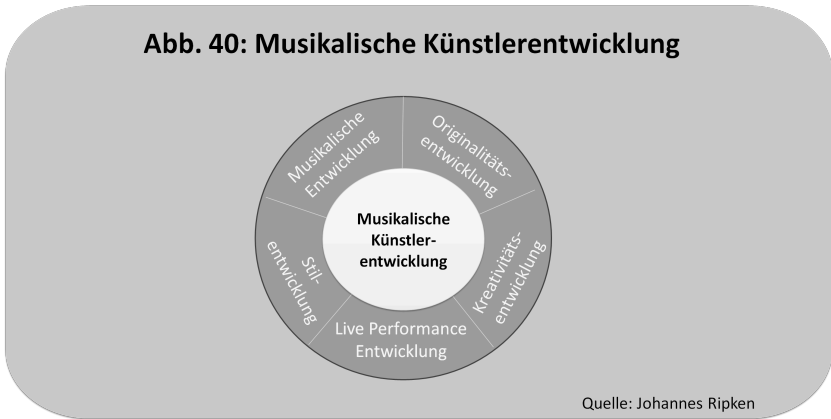 Abb. 40: Musikalische Künstlerentwicklung
Musikalische
Entwicklung
Originalitäts-
entwicklung
Kreativitäts-
entwicklung
Live Performance
Entwicklung
Stil-
entwicklung
Musikalische
Künstler-
entwicklung
Quelle: Johannes Ripken